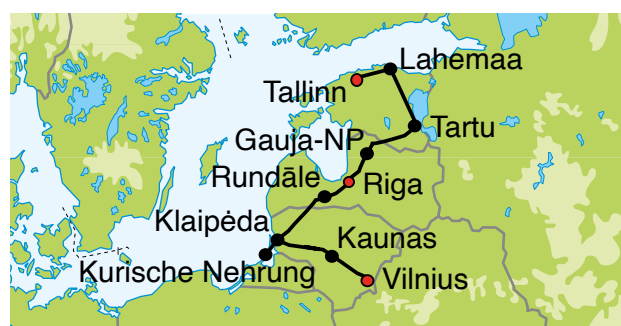 Lahemaa
Tallinn
Tartu
Gauja-NP
Rundāle
Riga
Klaipėda
Kaunas
Kurische Nehrung
Vilnius